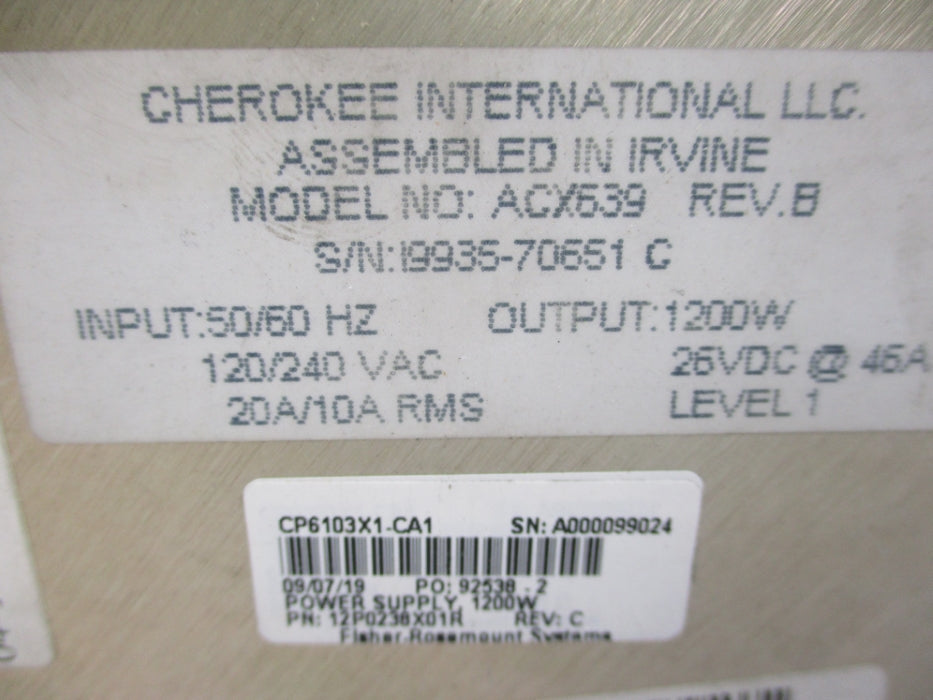 CHEROKEE INTERNATIONAL LLC.
ASSEMBLED IN IRVINE
MODEL NO: ACX639 REV.B
S/N:I9935-70651 C
INPUT:50/60 HZ OUTPUT:1200W
120/240 VAC 26VDC @ 46A
20A/10A RMS LEVEL 1
CP6103X1-CA1 SN: A000099024
09/07/19 PO: 92538 - 2
POWER SUPPLY, 1200W
PN: 12P0238X01R REV: C
Fisher-Rosemount Systems